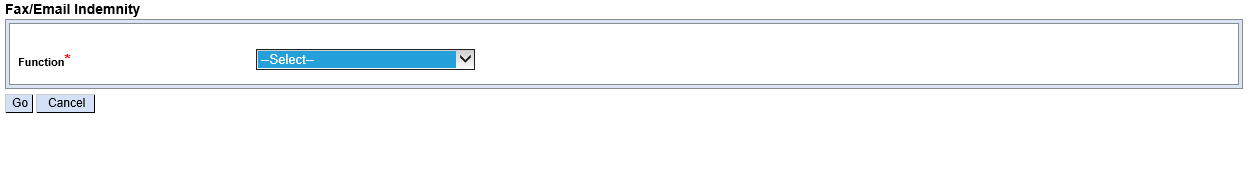 Fax/Email Indemnity
Function* --Select--
Go Cancel